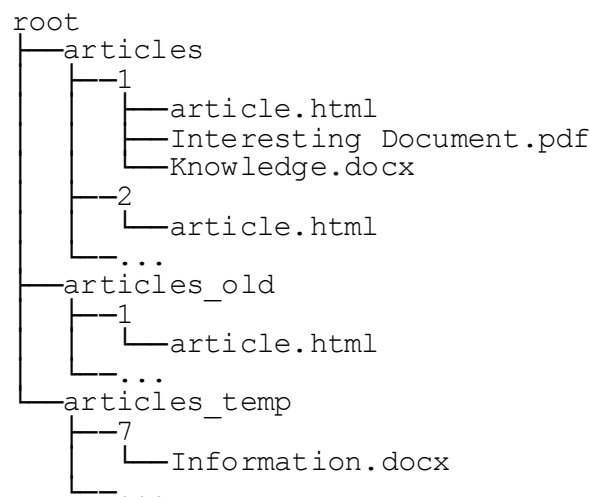 root
├──articles
│  ├──1
│  │  ├──article.html
│  │  ├──Interesting Document.pdf
│  │  └──Knowledge.docx
│  ├──2
│  │  └──article.html
│  └──...
├──articles_old
│  ├──1
│  │  └──article.html
│  └──...
└──articles_temp
   ├──7
   │  └──Information.docx
   └──...